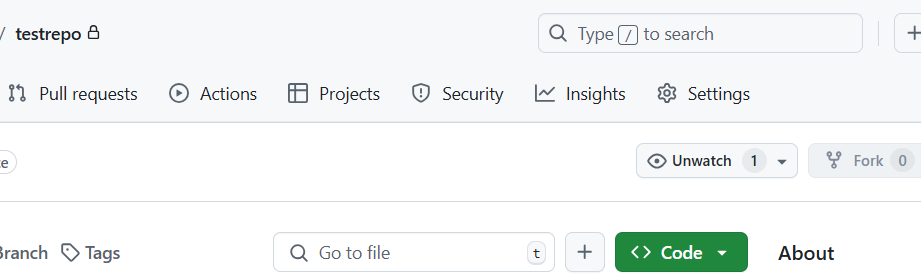 / testrepo Type / to search
Pull requests Actions Projects Security Insights Settings
Unwatch 1 Fork 0
Tags Go to file t + Code About